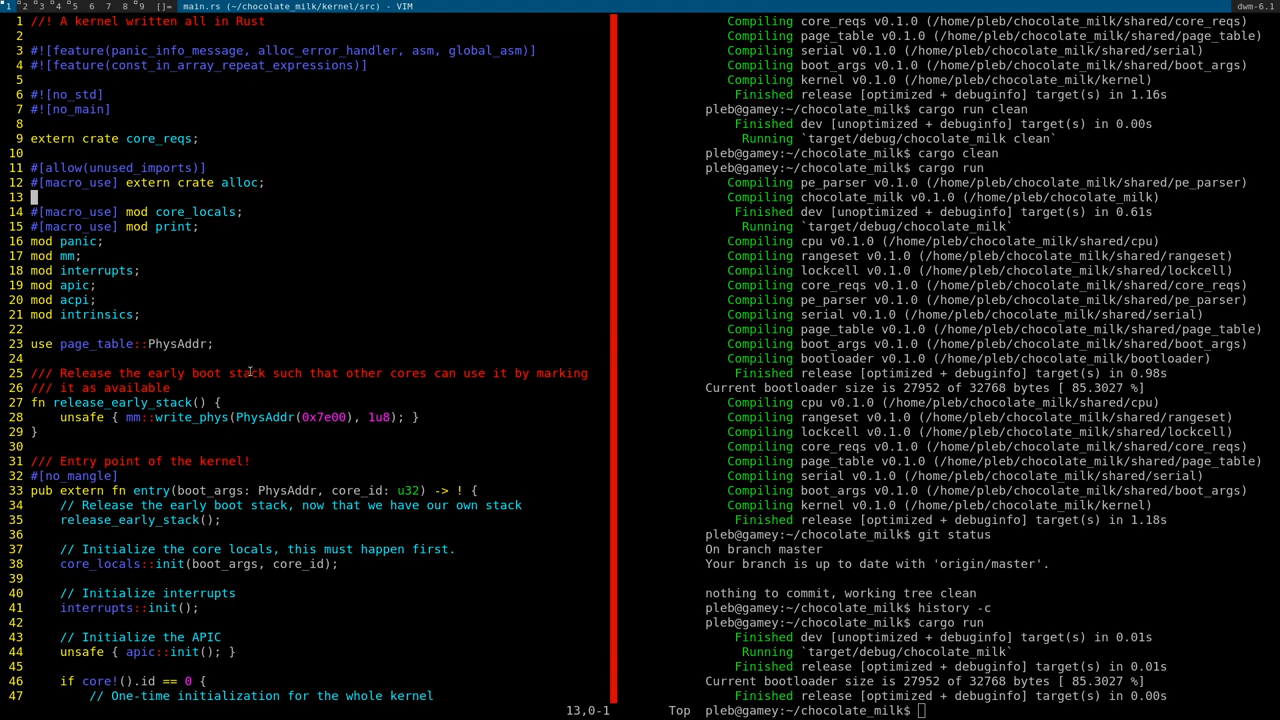 1 2 3 4 5 6 7 8 9 []= main.rs (~/chocolate_milk/kernel/src) - VIM dwm-6.1
1 //! A kernel written all in Rust
2
3 #![feature(panic_info_message, alloc_error_handler, asm, global_asm)]
4 #![feature(const_in_array_repeat_expressions)]
5
6 #![no_std]
7 #![no_main]
8
9 extern crate core_reqs;
10
11 #[allow(unused_imports)]
12 #[macro_use] extern crate alloc;
13
14 #[macro_use] mod core_locals;
15 #[macro_use] mod print;
16 mod panic;
17 mod mm;
18 mod interrupts;
19 mod apic;
20 mod acpi;
21 mod intrinsics;
22
23 use page_table::PhysAddr;
24
25 /// Release the early boot stack such that other cores can use it by marking
26 /// it as available
27 fn release_early_stack() {
28     unsafe { mm::write_phys(PhysAddr(0x7e00), 1u8); }
29 }
30
31 /// Entry point of the kernel!
32 #[no_mangle]
33 pub extern fn entry(boot_args: PhysAddr, core_id: u32) -> ! {
34     // Release the early boot stack, now that we have our own stack
35     release_early_stack();
36
37     // Initialize the core locals, this must happen first.
38     core_locals::init(boot_args, core_id);
39
40     // Initialize interrupts
41     interrupts::init();
42
43     // Initialize the APIC
44     unsafe { apic::init(); }
45
46     if core!().id == 0 {
47         // One-time initialization for the whole kernel
13,0-1 Top
Compiling core_reqs v0.1.0 (/home/pleb/chocolate_milk/shared/core_reqs)
Compiling page_table v0.1.0 (/home/pleb/chocolate_milk/shared/page_table)
Compiling serial v0.1.0 (/home/pleb/chocolate_milk/shared/serial)
Compiling boot_args v0.1.0 (/home/pleb/chocolate_milk/shared/boot_args)
Compiling kernel v0.1.0 (/home/pleb/chocolate_milk/kernel)
Finished release [optimized + debuginfo] target(s) in 1.16s
pleb@gamey:~/chocolate_milk$ cargo run clean
Finished dev [unoptimized + debuginfo] target(s) in 0.00s
Running `target/debug/chocolate_milk clean`
pleb@gamey:~/chocolate_milk$ cargo clean
pleb@gamey:~/chocolate_milk$ cargo run
Compiling pe_parser v0.1.0 (/home/pleb/chocolate_milk/shared/pe_parser)
Compiling chocolate_milk v0.1.0 (/home/pleb/chocolate_milk)
Finished dev [unoptimized + debuginfo] target(s) in 0.61s
Running `target/debug/chocolate_milk`
Compiling cpu v0.1.0 (/home/pleb/chocolate_milk/shared/cpu)
Compiling rangeset v0.1.0 (/home/pleb/chocolate_milk/shared/rangeset)
Compiling lockcell v0.1.0 (/home/pleb/chocolate_milk/shared/lockcell)
Compiling core_reqs v0.1.0 (/home/pleb/chocolate_milk/shared/core_reqs)
Compiling pe_parser v0.1.0 (/home/pleb/chocolate_milk/shared/pe_parser)
Compiling serial v0.1.0 (/home/pleb/chocolate_milk/shared/serial)
Compiling page_table v0.1.0 (/home/pleb/chocolate_milk/shared/page_table)
Compiling boot_args v0.1.0 (/home/pleb/chocolate_milk/shared/boot_args)
Compiling bootloader v0.1.0 (/home/pleb/chocolate_milk/bootloader)
Finished release [optimized + debuginfo] target(s) in 0.98s
Current bootloader size is 27952 of 32768 bytes [ 85.3027 %]
Compiling cpu v0.1.0 (/home/pleb/chocolate_milk/shared/cpu)
Compiling rangeset v0.1.0 (/home/pleb/chocolate_milk/shared/rangeset)
Compiling lockcell v0.1.0 (/home/pleb/chocolate_milk/shared/lockcell)
Compiling core_reqs v0.1.0 (/home/pleb/chocolate_milk/shared/core_reqs)
Compiling page_table v0.1.0 (/home/pleb/chocolate_milk/shared/page_table)
Compiling serial v0.1.0 (/home/pleb/chocolate_milk/shared/serial)
Compiling boot_args v0.1.0 (/home/pleb/chocolate_milk/shared/boot_args)
Compiling kernel v0.1.0 (/home/pleb/chocolate_milk/kernel)
Finished release [optimized + debuginfo] target(s) in 1.18s
pleb@gamey:~/chocolate_milk$ git status
On branch master
Your branch is up to date with 'origin/master'.

nothing to commit, working tree clean
pleb@gamey:~/chocolate_milk$ history -c
pleb@gamey:~/chocolate_milk$ cargo run
Finished dev [unoptimized + debuginfo] target(s) in 0.01s
Running `target/debug/chocolate_milk`
Finished release [optimized + debuginfo] target(s) in 0.01s
Current bootloader size is 27952 of 32768 bytes [ 85.3027 %]
Finished release [optimized + debuginfo] target(s) in 0.00s
pleb@gamey:~/chocolate_milk$